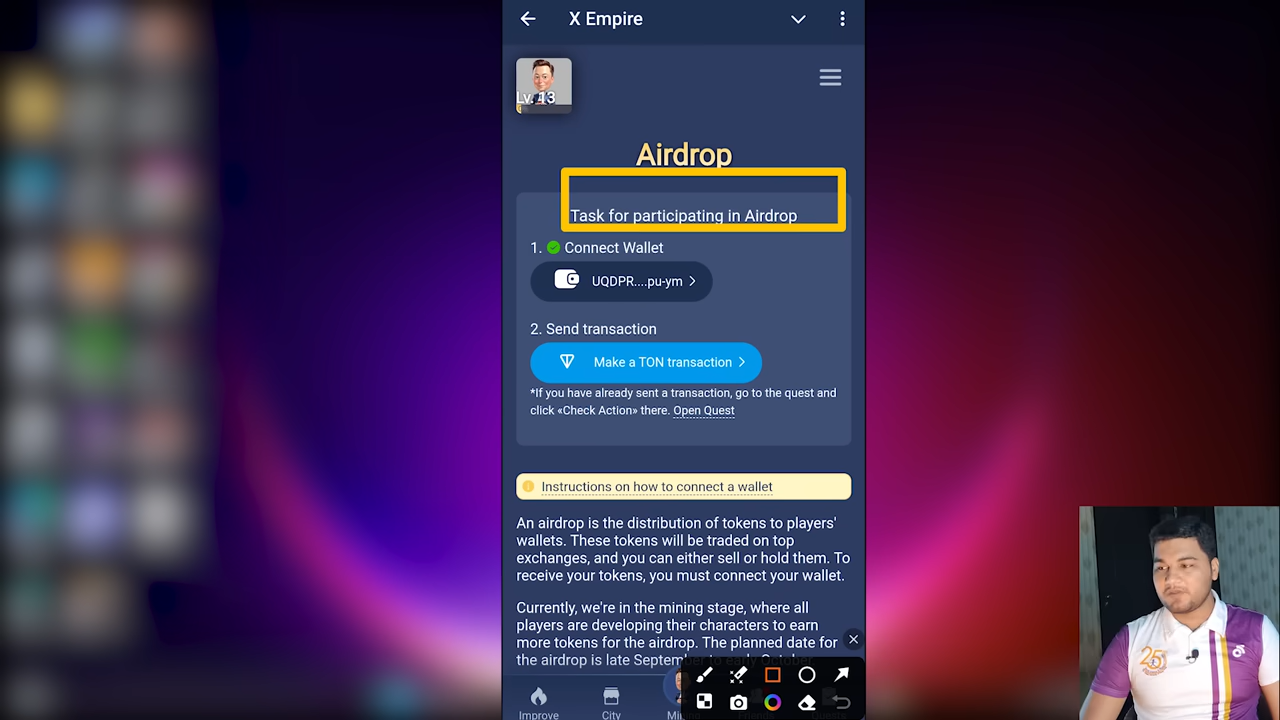 X Empire
Lv. 13
Airdrop
Task for participating in Airdrop
1. Connect Wallet
UQDPR....pu-ym
2. Send transaction
Make a TON transaction
*If you have already sent a transaction, go to the quest and
click «Check Action» there. Open Quest
Instructions on how to connect a wallet
An airdrop is the distribution of tokens to players'
wallets. These tokens will be traded on top
exchanges, and you can either sell or hold them. To
receive your tokens, you must connect your wallet.
Currently, we're in the mining stage, where all
players are developing their characters to earn
more tokens for the airdrop. The planned date for
the airdrop is late September to early October
Improve
City
25